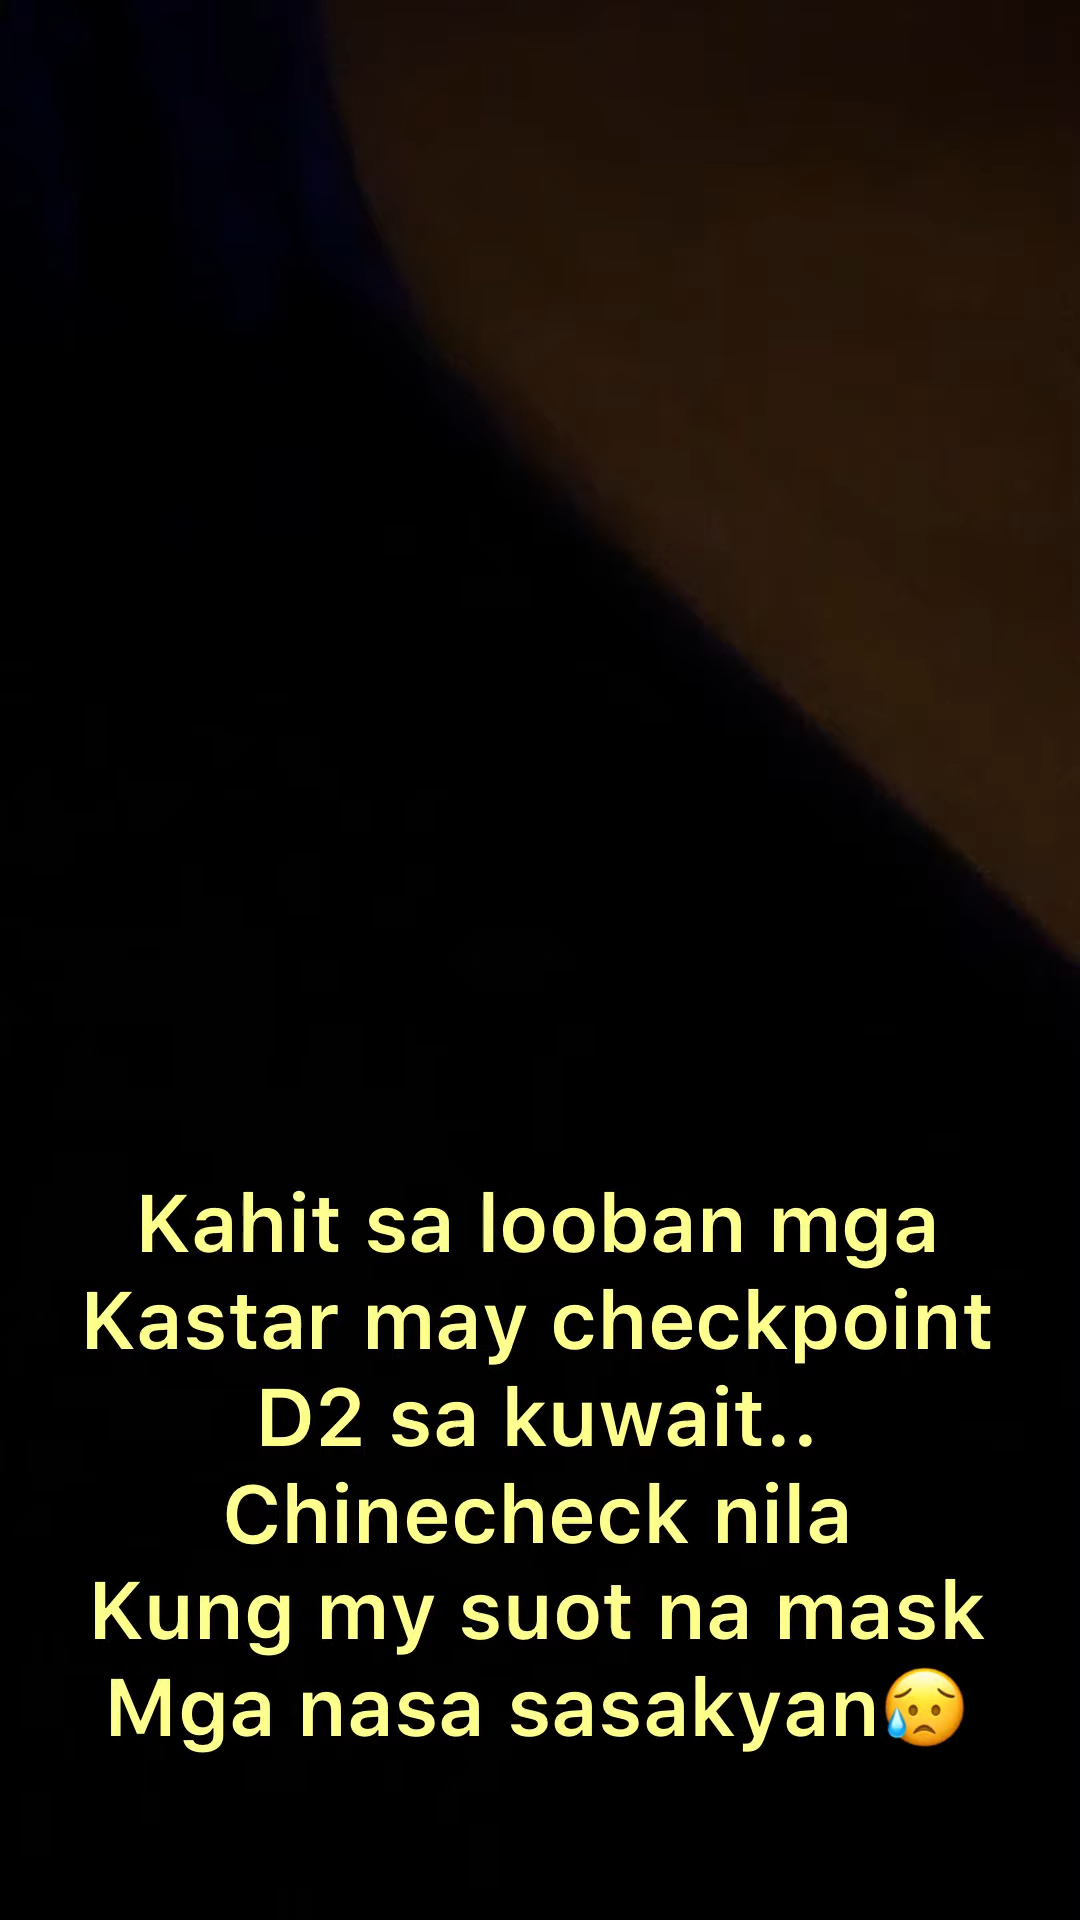 Kahit sa looban mga
Kastar may checkpoint
D2 sa kuwait..
Chinecheck nila
Kung my suot na mask
Mga nasa sasakyan😥